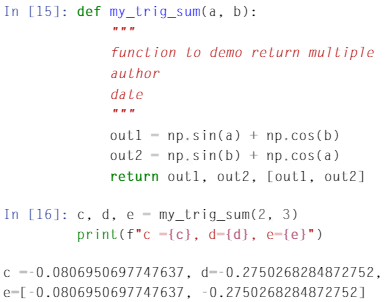 In [15]: def my_trig_sum(a, b):
"""
function to demo return multiple
author
date
"""
out1 = np.sin(a) + np.cos(b)
out2 = np.sin(b) + np.cos(a)
return out1, out2, [out1, out2]
In [16]: c, d, e = my_trig_sum(2, 3)
print(f"c ={c}, d={d}, e={e}")
c =-0.0806950697747637, d=-0.2750268284872752,
e=[-0.0806950697747637, -0.2750268284872752]